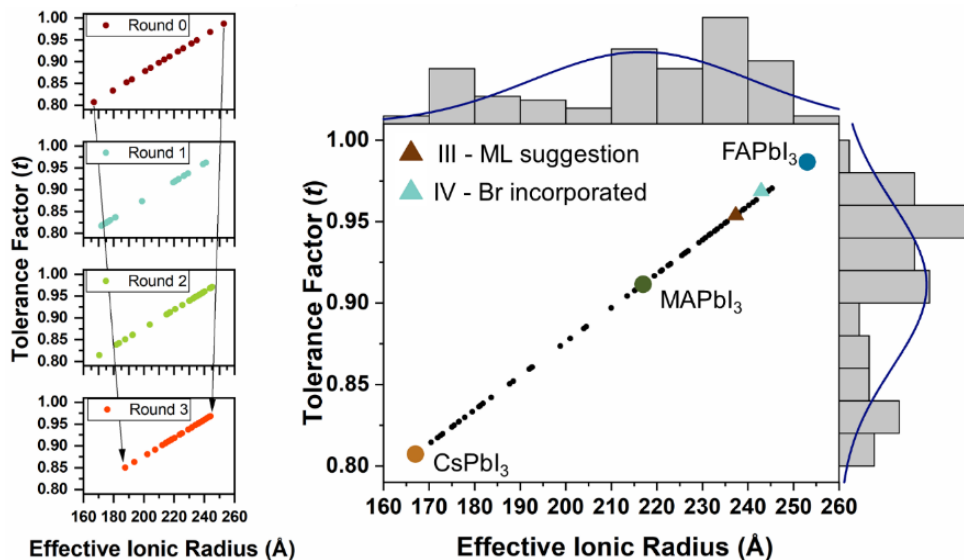 1.00
0.95
0.90
0.85
0.80
Round 0
1.00
0.95
0.90
0.85
0.80
Round 1
1.00
0.95
0.90
0.85
0.80
Round 2
1.00
0.95
0.90
0.85
0.80
Round 3
160 180 200 220 240 260
Effective Ionic Radius (Å)
Tolerance Factor (t)
1.00
0.95
0.90
0.85
0.80
Tolerance Factor (t)
III - ML suggestion
IV - Br incorporated
FAPbI3
MAPbI3
CsPbI3
160 170 180 190 200 210 220 230 240 250 260
Effective Ionic Radius (Å)